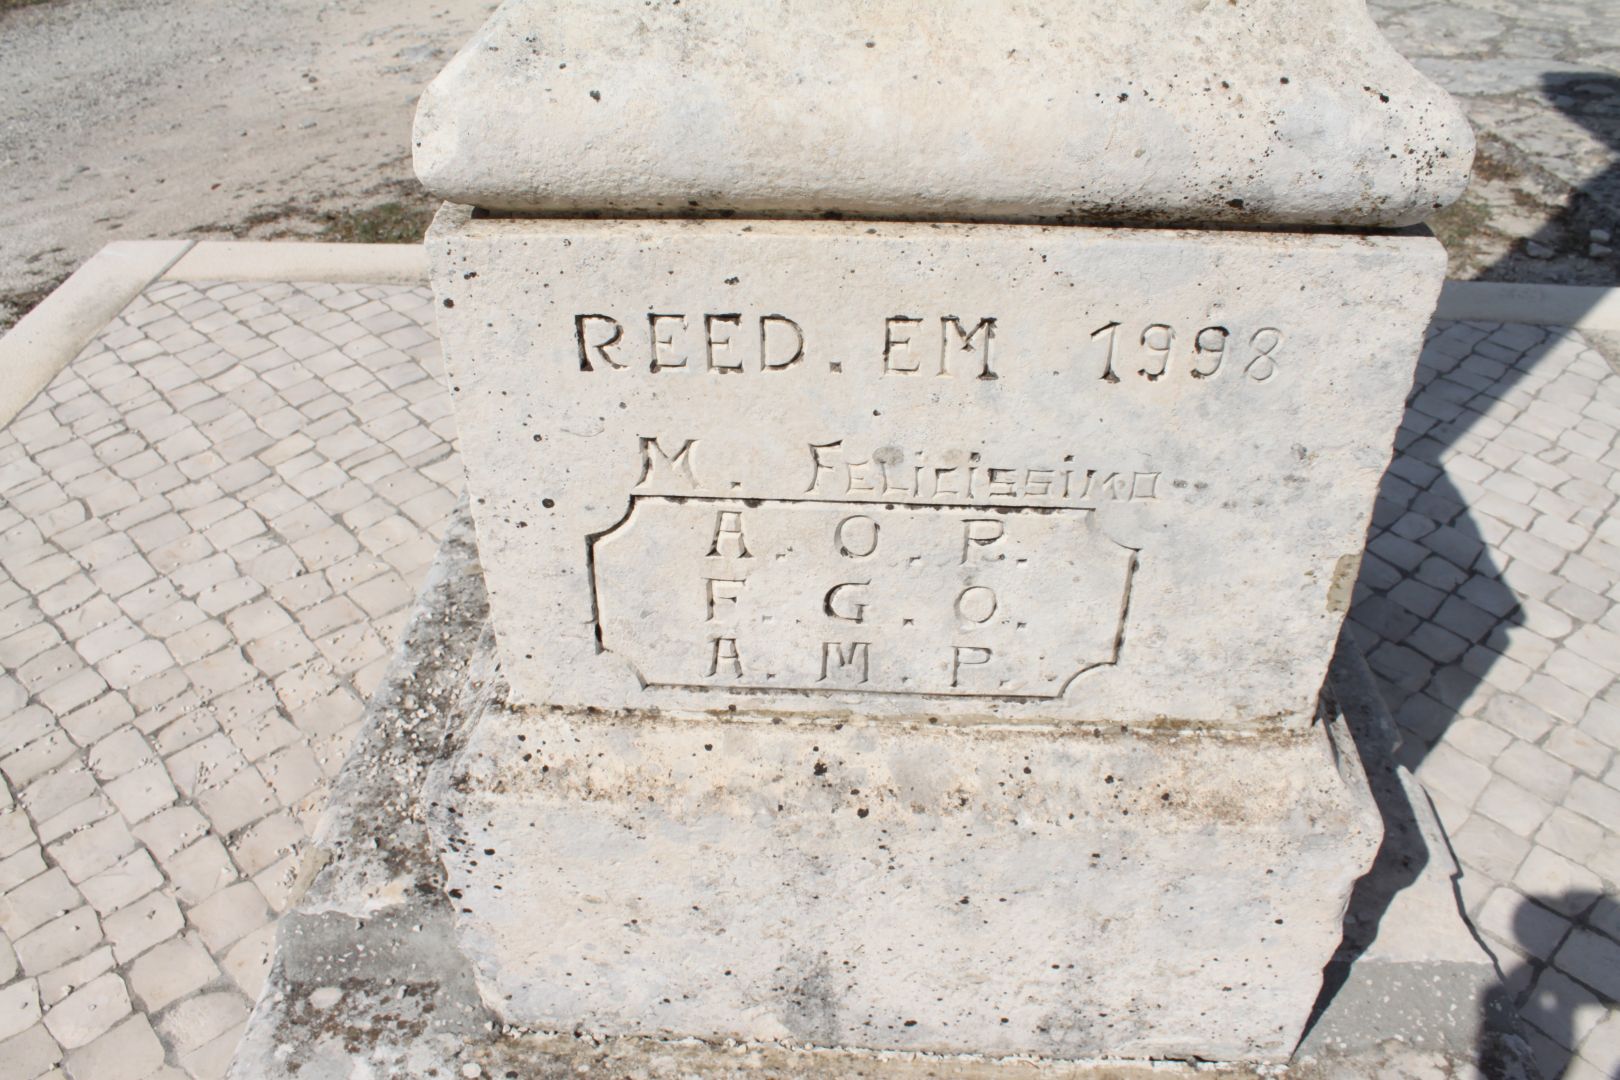 REED. EM. 1998
M. FELICISSIMO
A. O. P.
F. G. O.
A. M. P.